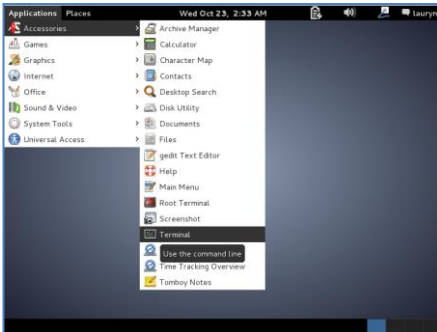 Applications Places
Wed Oct 23, 2:33 AM
Accessories
Games
Graphics
Internet
Office
Sound & Video
System Tools
Universal Access
Archive Manager
Calculator
Character Map
Contacts
Desktop Search
Disk Utility
Documents
Files
gedit Text Editor
Help
Main Menu
Root Terminal
Screenshot
Terminal
Use the command line
Time Tracking Overview
Tomboy Notes